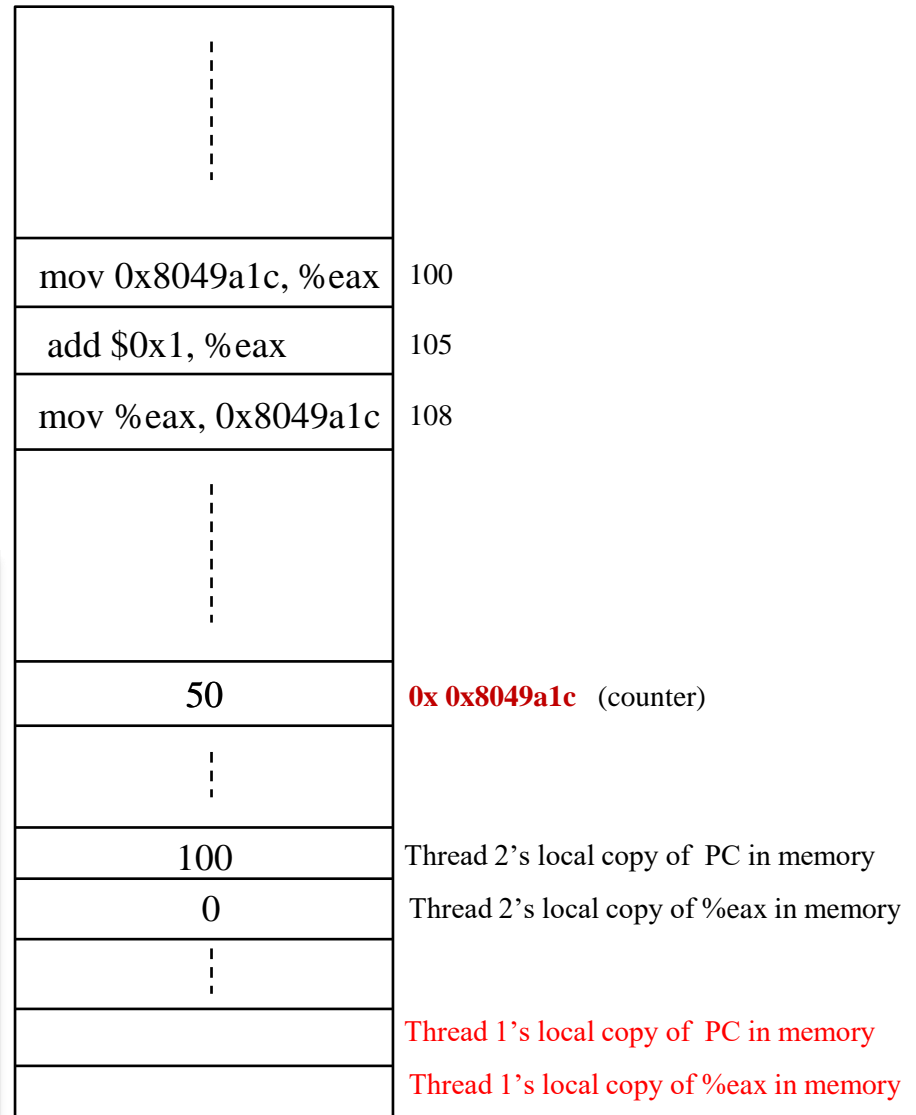 mov 0x8049a1c, %eax 100
add $0x1, %eax 105
mov %eax, 0x8049a1c 108
50 0x 0x8049a1c (counter)
100 Thread 2’s local copy of PC in memory
0 Thread 2’s local copy of %eax in memory
Thread 1’s local copy of PC in memory
Thread 1’s local copy of %eax in memory